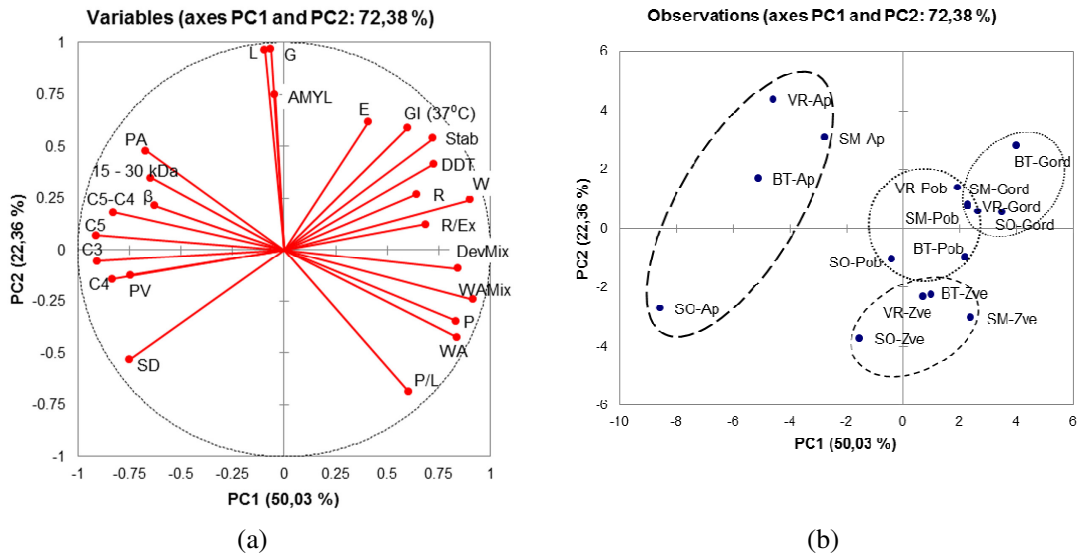 Variables (axes PC1 and PC2: 72,38 %)
1
0.75
0.5
0.25
0
-0.25
-0.5
-0.75
-1
-1
-0.75
-0.5
-0.25
0
0.25
0.5
0.75
1
PC2 (22,36 %)
PC1 (50,03 %)
L
G
AMYL
E
GI (37⁰C)
Stab
DDT
W
R
R/Ex
DevMix
WAMix
P
WA
P/L
PA
15 - 30 kDa
C5-C4
β
C5
C3
C4
PV
SD
(a)
Observations (axes PC1 and PC2: 72,38 %)
6
4
2
0
-2
-4
-6
-10
-8
-6
-4
-2
0
2
4
6
PC2 (22,36 %)
PC1 (50,03 %)
VR-Ap
SM-Ap
BT-Ap
SO-Ap
BT-Gord
VR-Pob
SM-Gord
VR-Gord
SM-Pob
SO-Gord
BT-Pob
SO-Pob
BT-Zve
VR-Zve
SM-Zve
SO-Zve
(b)